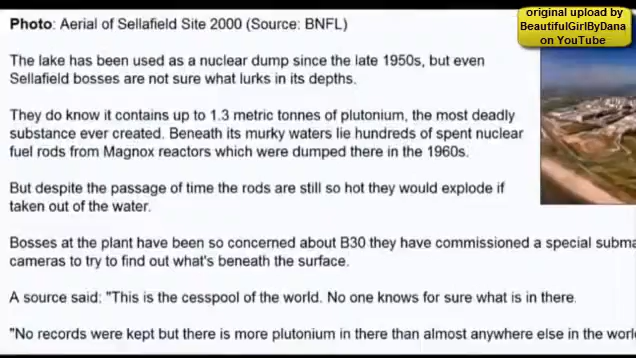 original upload by
BeautifulGirlByDana
on YouTube
Photo: Aerial of Sellafield Site 2000 (Source: BNFL)
The lake has been used as a nuclear dump since the late 1950s, but even
Sellafield bosses are not sure what lurks in its depths.
They do know it contains up to 1.3 metric tonnes of plutonium, the most deadly
substance ever created. Beneath its murky waters lie hundreds of spent nuclear
fuel rods from Magnox reactors which were dumped there in the 1960s.
But despite the passage of time the rods are still so hot they would explode if
taken out of the water.
Bosses at the plant have been so concerned about B30 they have commissioned a special subma
cameras to try to find out what's beneath the surface.
A source said: "This is the cesspool of the world. No one knows for sure what is in there.
"No records were kept but there is more plutonium in there than almost anywhere else in the worl